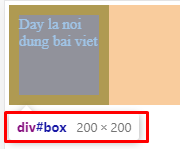 Day la noi
dung bai viet
div#box 200 × 200